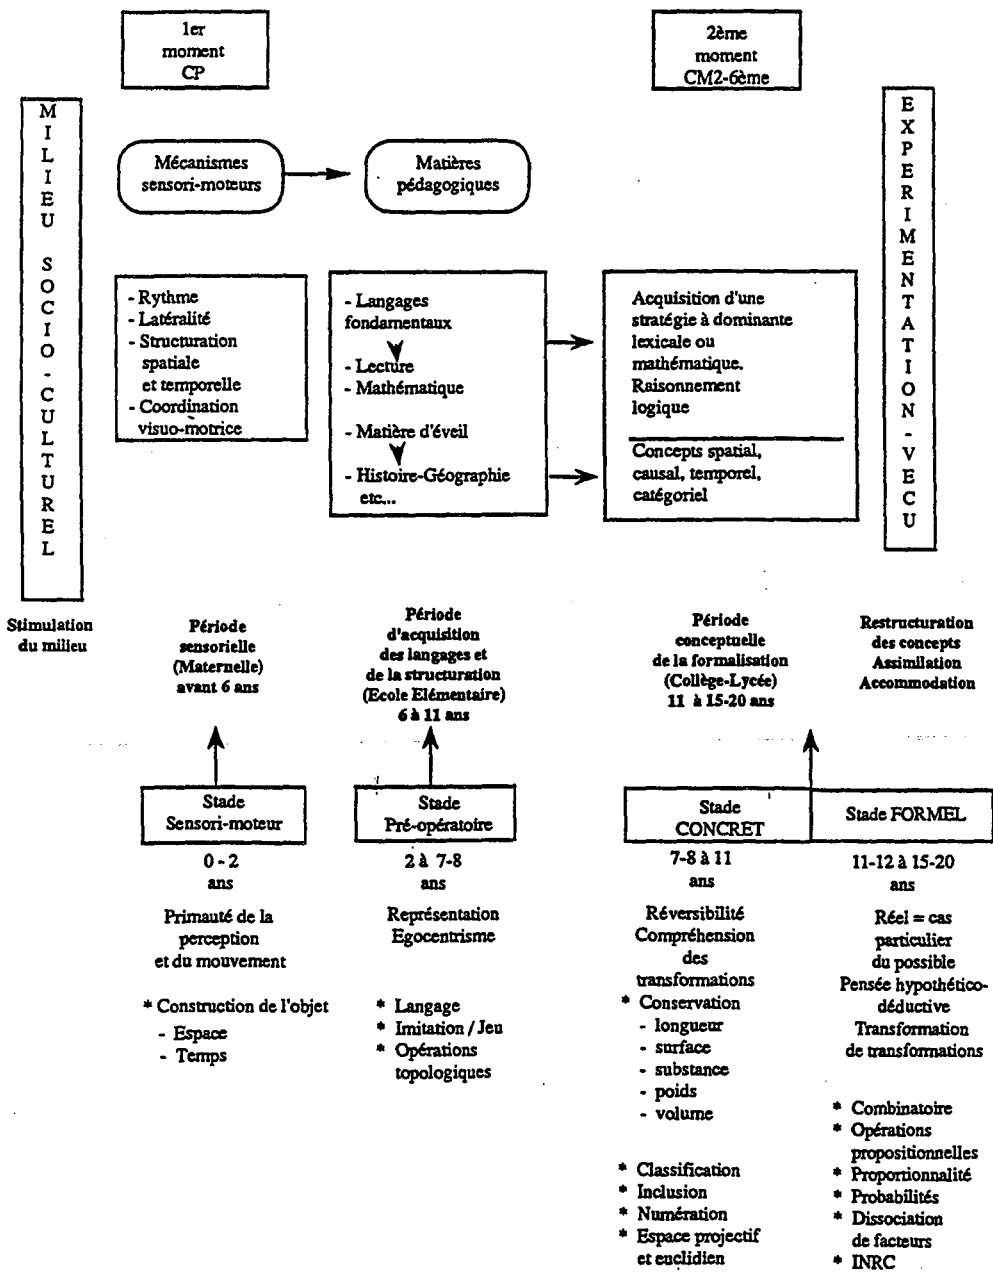 1er
moment
CP
2ème
moment
CM2-6ème
MILIEU SOCIO-CULTUREL
EXPERIMENTATION-VECU
Mécanismes
sensori-moteurs
Matières
pédagogiques
- Rythme
- Latéralité
- Structuration
spatiale
et temporelle
- Coordination
visuo-motrice
- Langages
fondamentaux
- Lecture
- Mathématique
- Matière d'éveil
- Histoire-Géographie
etc...
Acquisition d'une
stratégie à dominante
lexicale ou
mathématique.
Raisonnement
logique
Concepts spatial,
causal, temporel,
catégoriel
Stimulation
du milieu
Période
sensorielle
(Maternelle)
avant 6 ans
Période
d'acquisition
des langages et
de la structuration
(Ecole Elémentaire)
6 à 11 ans
Période
conceptuelle
de la formalisation
(Collège-Lycée)
11 à 15-20 ans
Restructuration
des concepts
Assimilation
Accommodation
Stade
Sensori-moteur
0 - 2
ans
Primauté de la
perception
et du mouvement
* Construction de l'objet
- Espace
- Temps
Stade
Pré-opératoire
2 à 7-8
ans
Représentation
Egocentrisme
* Langage
* Imitation / Jeu
* Opérations
topologiques
Stade
CONCRET
7-8 à 11
ans
Réversibilité
Compréhension
des
transformations
* Conservation
- longueur
- surface
- substance
- poids
- volume
* Classification
* Inclusion
* Numération
* Espace projectif
et euclidien
Stade FORMEL
11-12 à 15-20
ans
Réel = cas
particulier
du possible
Pensée hypothético-
déductive
Transformation
de transformations
* Combinatoire
* Opérations
propositionnelles
* Proportionnalité
* Probabilités
* Dissociation
de facteurs
* INRC